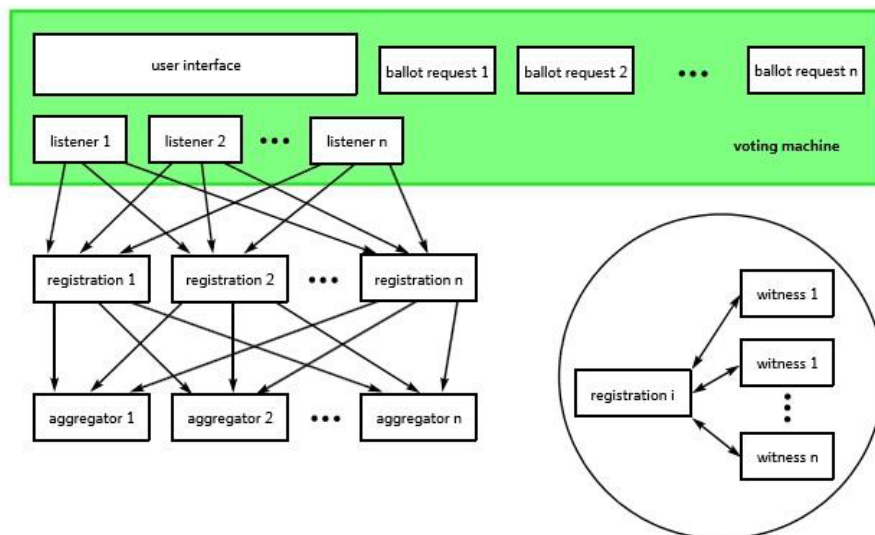 user interface
ballot request 1
ballot request 2
ballot request n
listener 1
listener 2
listener n
voting machine
registration 1
registration 2
registration n
aggregator 1
aggregator 2
aggregator n
registration i
witness 1
witness 1
witness n